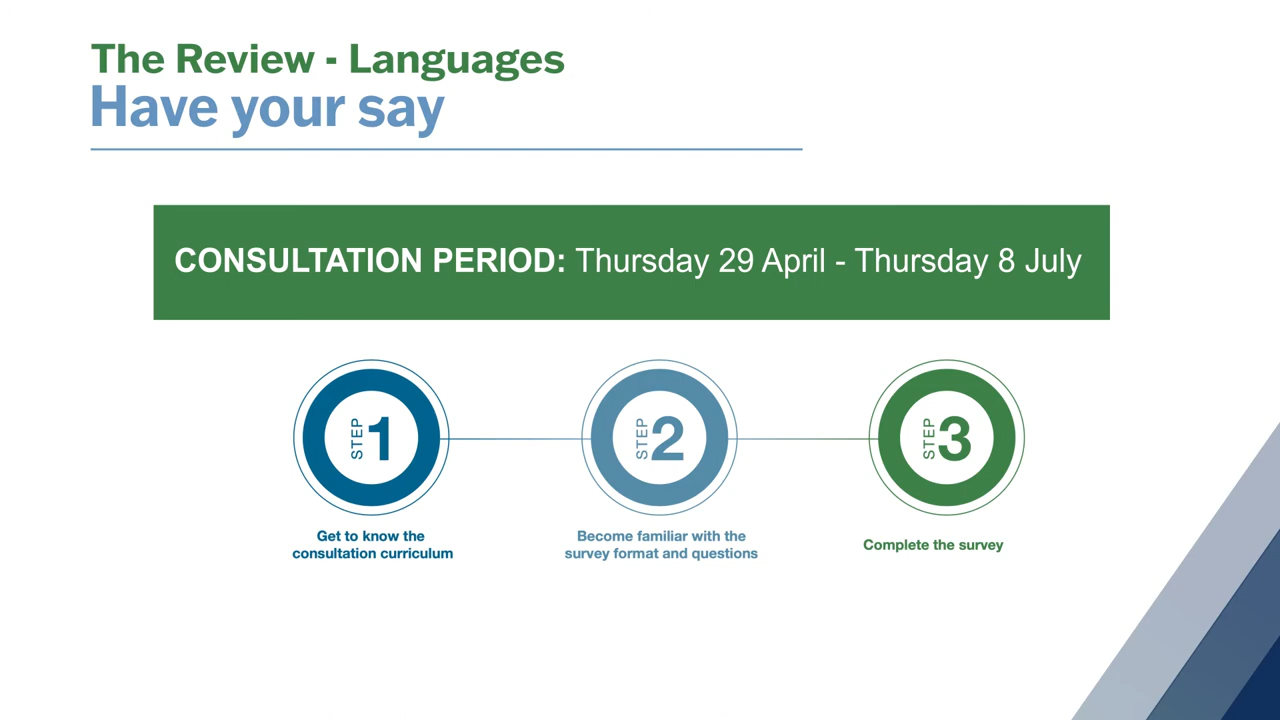 The Review - Languages
Have your say
CONSULTATION PERIOD: Thursday 29 April - Thursday 8 July
STEP 1
STEP 2
STEP 3
Get to know the
consultation curriculum
Become familiar with the
survey format and questions
Complete the survey